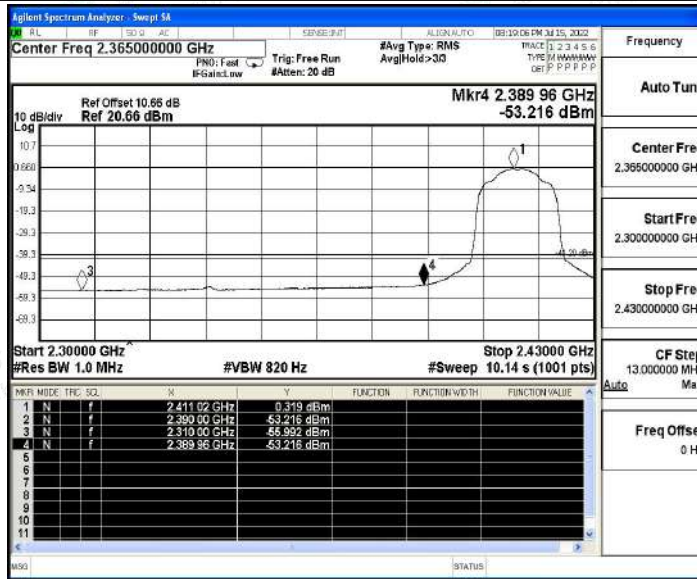 Agilent Spectrum Analyzer - Swept SA
RL RF 50 Ω AC SENSE:INT ALIGN AUTO 03:19:06 PM Jul 15, 2022
Center Freq 2.365000000 GHz
PNO: Fast
IFGain:Low
Trig: Free Run
#Atten: 20 dB
#Avg Type: RMS
Avg|Hold>3/3
TRACE 1 2 3 4 5 6
TYPE M WWWWW
DET P P P P P P
Ref Offset 10.66 dB
Ref 20.66 dBm
10 dB/div
Log
Mkr4 2.389 96 GHz
-53.216 dBm
10.7
0.660
-9.34
-19.3
-29.3
-39.3
-49.3
-59.3
-69.3
1
3
4
Start 2.30000 GHz
Stop 2.43000 GHz
#Res BW 1.0 MHz
#VBW 820 Hz
#Sweep 10.14 s (1001 pts)
MKR MODE TRC SCL X Y FUNCTION FUNCTION WIDTH FUNCTION VALUE
1 N f 2.411 02 GHz 0.319 dBm
2 N f 2.390 00 GHz -53.216 dBm
3 N f 2.310 00 GHz -55.992 dBm
4 N f 2.389 96 GHz -53.216 dBm
5
6
7
8
9
10
11
MSG
STATUS
Frequency
Auto Tun
Center Fre
2.365000000 GH
Start Fre
2.300000000 GH
Stop Fre
2.430000000 GH
CF Step
13.000000 MH
Auto Ma
Freq Offse
0 H